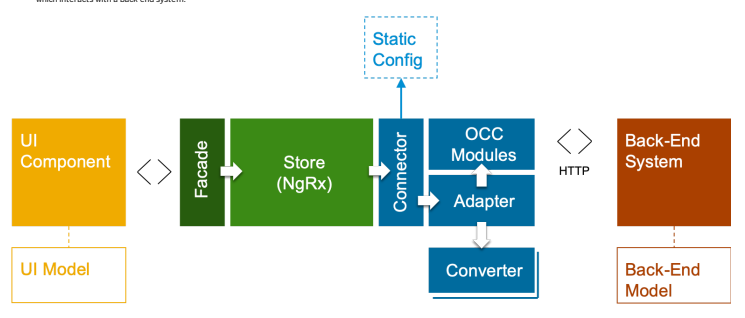 which interacts with a back end system.
Static
Config
UI
Component
Facade
Store
(NgRx)
Connector
OCC
Modules
Adapter
Converter
HTTP
Back-End
System
UI Model
Back-End
Model